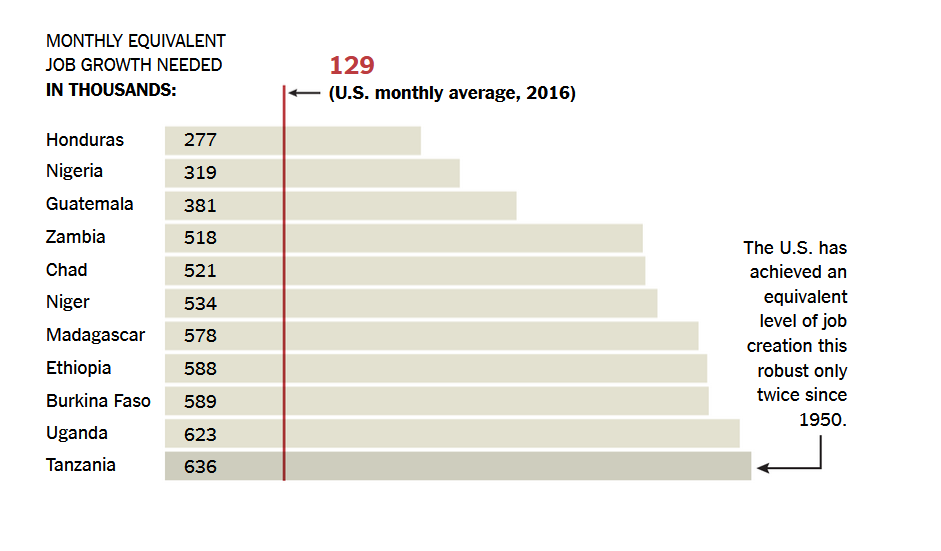 MONTHLY EQUIVALENT
JOB GROWTH NEEDED
IN THOUSANDS:
129
(U.S. monthly average, 2016)
Honduras 277
Nigeria 319
Guatemala 381
Zambia 518
Chad 521
Niger 534
Madagascar 578
Ethiopia 588
Burkina Faso 589
Uganda 623
Tanzania 636
The U.S. has
achieved an
equivalent
level of job
creation this
robust only
twice since
1950.